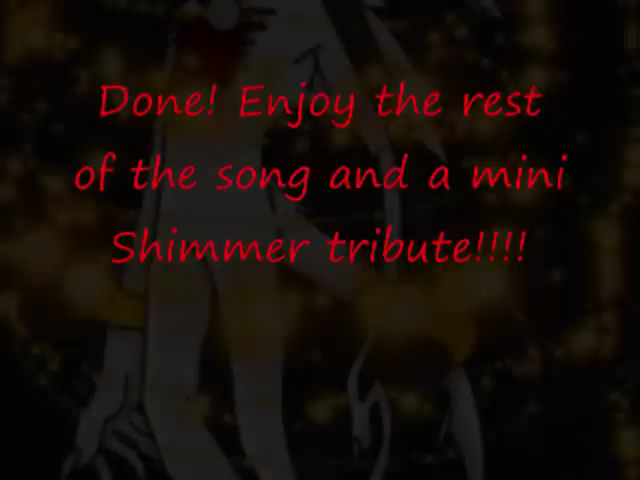 Done! Enjoy the rest
of the song and a mini
Shimmer tribute!!!!